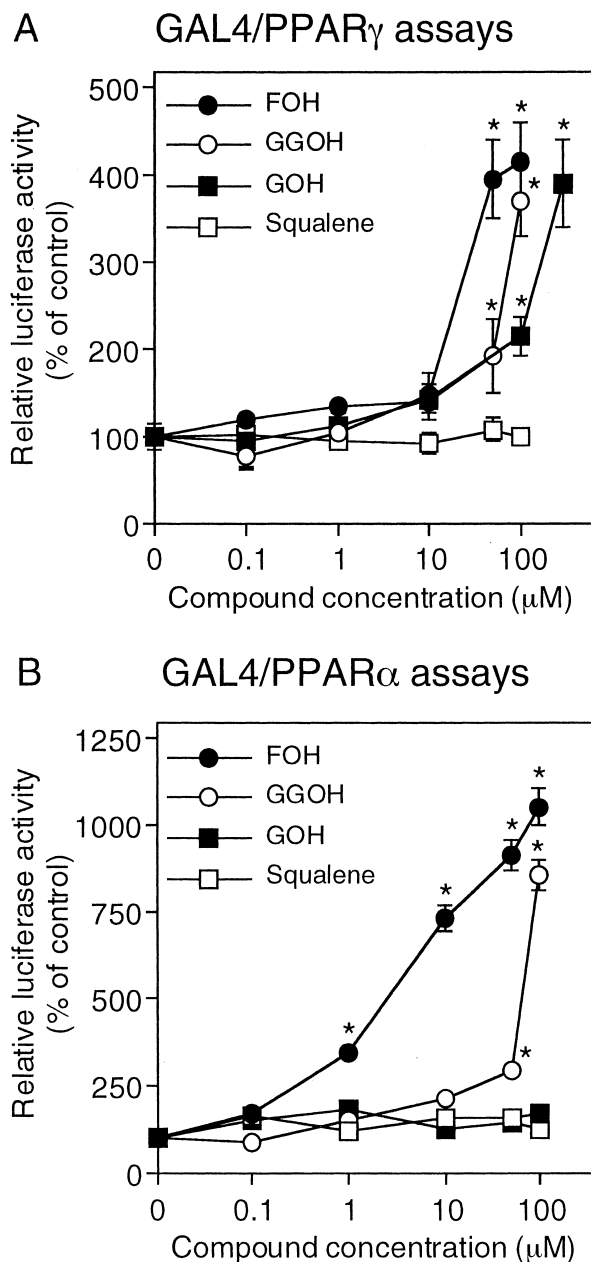 A GAL4/PPARγ assays
500
400
300
200
100
0
Relative luciferase activity
(% of control)
FOH
GGOH
GOH
Squalene
* * *
*
* *
0 0.1 1 10 100
Compound concentration (μM)
B GAL4/PPARα assays
1250
1000
750
500
250
0
Relative luciferase activity
(% of control)
FOH
GGOH
GOH
Squalene
*
*
*
*
*
*
0 0.1 1 10 100
Compound concentration (μM)